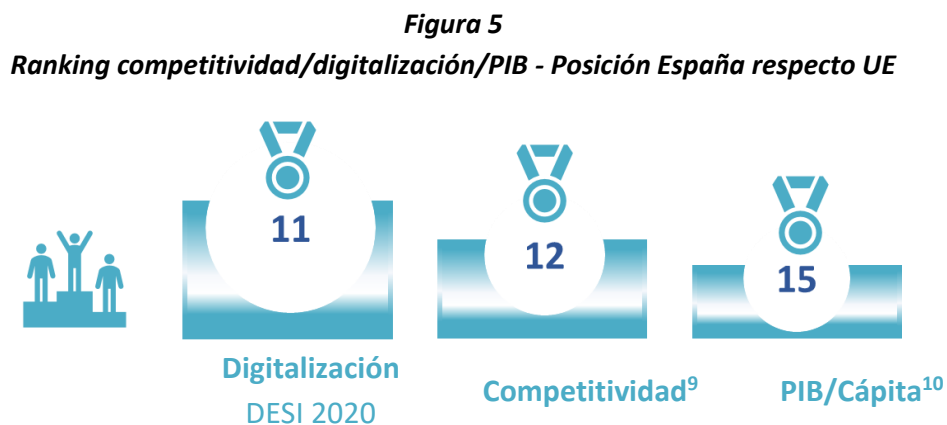 Figura 5
Ranking competitividad/digitalización/PIB - Posición España respecto UE
11
12
15
Digitalización
DESI 2020
Competitividad⁹
PIB/Cápita¹⁰